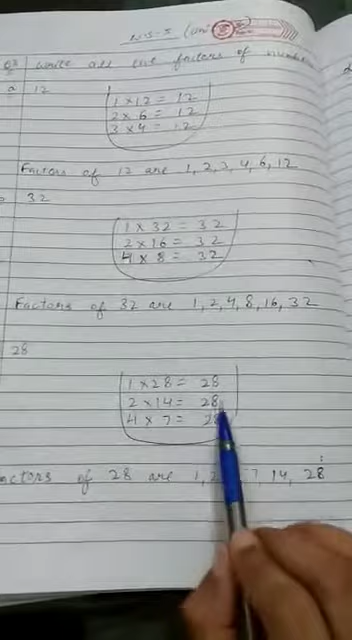 write all the factors of numbers
a 12
1 × 12 = 12
2 × 6 = 12
3 × 4 = 12
Factors of 12 are 1, 2, 3, 4, 6, 12
32
1 × 32 = 32
2 × 16 = 32
4 × 8 = 32
Factors of 32 are 1, 2, 4, 8, 16, 32
28
1 × 28 = 28
2 × 14 = 28
4 × 7 = 28
of 28 are 1, 2 7, 14, 28